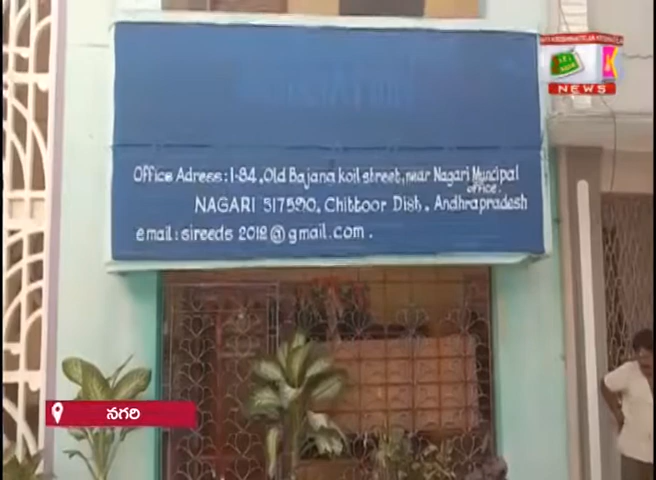 Office Adress:1-84,Old Bajana koil street,near Nagari Muncipal office.
NAGARI 517590.Chittoor Dist.Andhrapradesh
email:sireeds 2012@gmail.com.
K
NEWS
నగరి